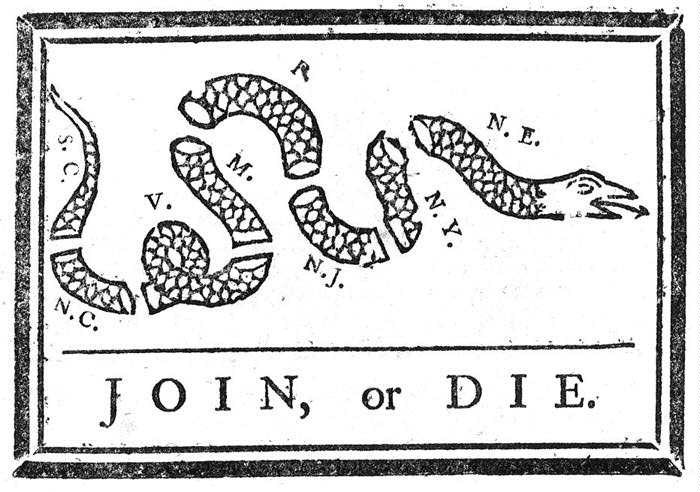 S. C.
N. C.
V.
M.
R
N. J.
N. Y.
N. E.
JOIN, or DIE.